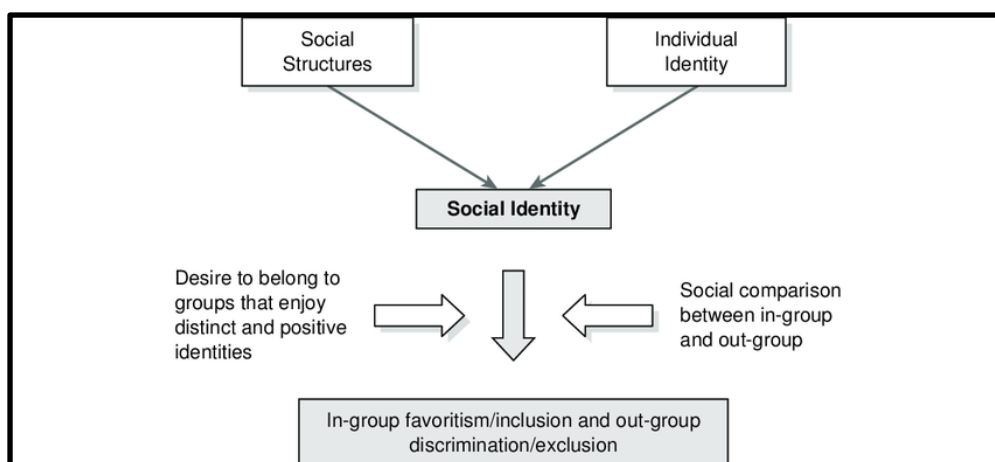 Social
Structures
Individual
Identity
Social Identity
Desire to belong to
groups that enjoy
distinct and positive
identities
Social comparison
between in-group
and out-group
In-group favoritism/inclusion and out-group
discrimination/exclusion